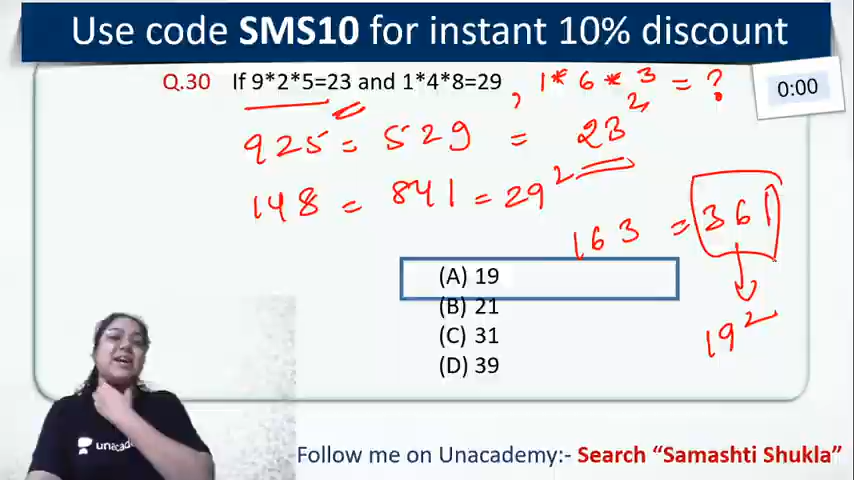 Use code SMS10 for instant 10% discount
Q.30 If 9*2*5=23 and 1*4*8=29 , 1*6*3 = ?
0:00
925 = 529 = 23²
148 = 841 = 29²
163 = 361
19²
(A) 19
(B) 21
(C) 31
(D) 39
Follow me on Unacademy:- Search “Samashti Shukla”